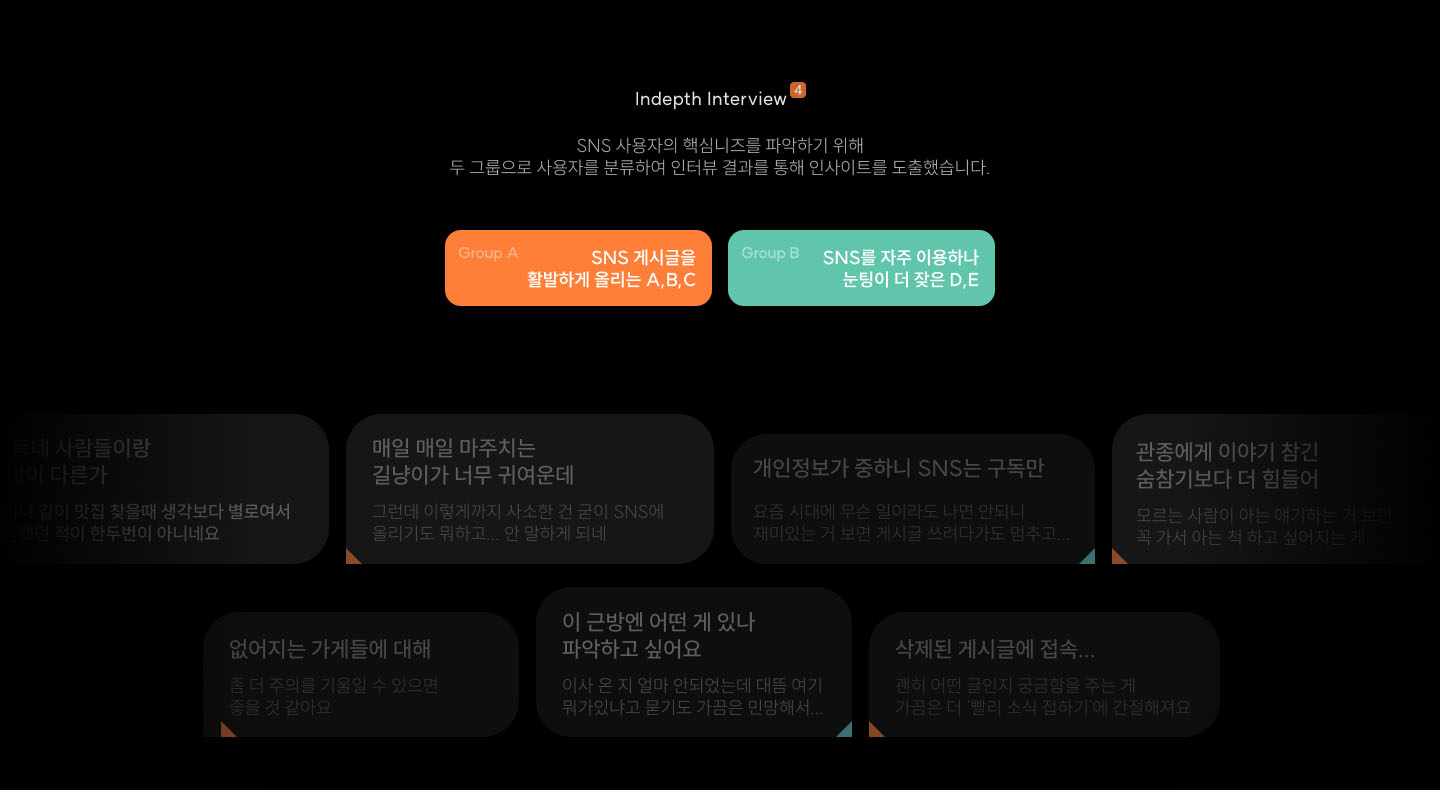 Indepth Interview 4
SNS 사용자의 핵심니즈를 파악하기 위해
두 그룹으로 사용자를 분류하여 인터뷰 결과를 통해 인사이트를 도출했습니다.
Group A
SNS 게시글을
활발하게 올리는 A,B,C
Group B
SNS를 자주 이용하나
눈팅이 더 잦은 D,E
동네 사람들이랑
맛이 다른가
같이 맛집 찾을때 생각보다 별로여서
적이 한두번이 아니네요
매일 매일 마주치는
길냥이가 너무 귀여운데
그런데 이렇게까지 사소한 건 굳이 SNS에
올리기도 뭐하고... 안 말하게 되네
개인정보가 중하니 SNS는 구독만
요즘 시대에 무슨 일이라도 나면 안되니
재미있는 거 보면 게시글 쓰려다가도 멈추고...
관종에게 이야기 참긴
숨참기보다 더 힘들어
모르는 사람이 아는 얘기하는 거 보면
꼭 가서 아는 척 하고 싶어지는 게...
없어지는 가게들에 대해
좀 더 주의를 기울일 수 있으면
좋을 것 같아요
이 근방엔 어떤 게 있나
파악하고 싶어요
이사 온 지 얼마 안되었는데 대뜸 여기
뭐가있냐고 묻기도 가끔은 민망해서...
삭제된 게시글에 접속...
괜히 어떤 글인지 궁금함을 주는 게
가끔은 더 '빨리 소식 접하기'에 간절해져요